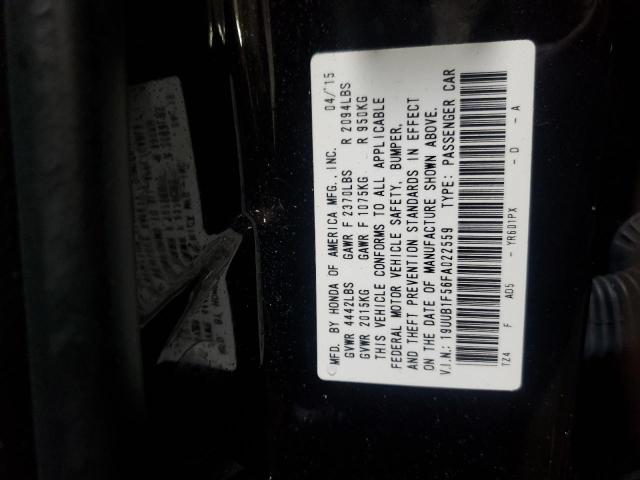 MFD. BY HONDA OF AMERICA MFG., INC. 04/15
GVWR 4442LBS GAWR F 2370LBS R 2094LBS
GVWR 2015KG GAWR F 1075KG R 950KG
THIS VEHICLE CONFORMS TO ALL APPLICABLE
FEDERAL MOTOR VEHICLE SAFETY, BUMPER,
AND THEFT PREVENTION STANDARDS IN EFFECT
ON THE DATE OF MANUFACTURE SHOWN ABOVE.
V.I.N.: 19UUB1F56FA022559 TYPE: PASSENGER CAR
TZ4 F AD5 - YR601PX - D - A